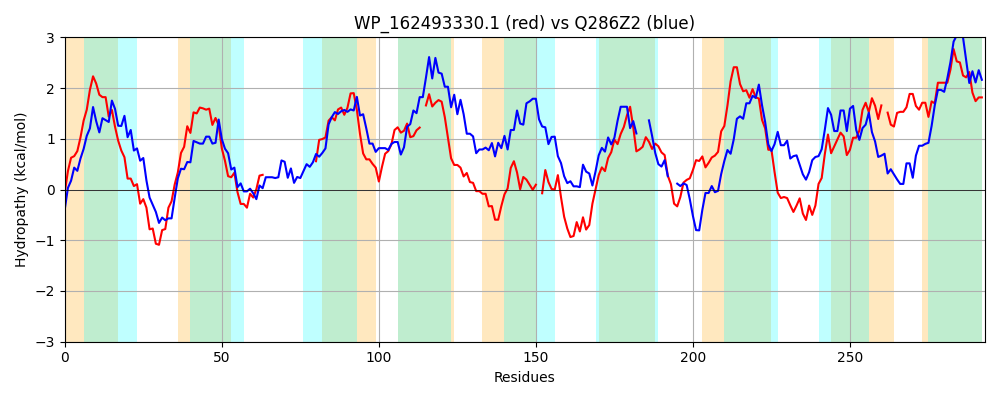 WP_162493330.1 (red) vs Q286Z2 (blue)
Hydropathy (kcal/mol)
3
2
1
0
−1
−2
−3
0 50 100 150 200 250
Residues